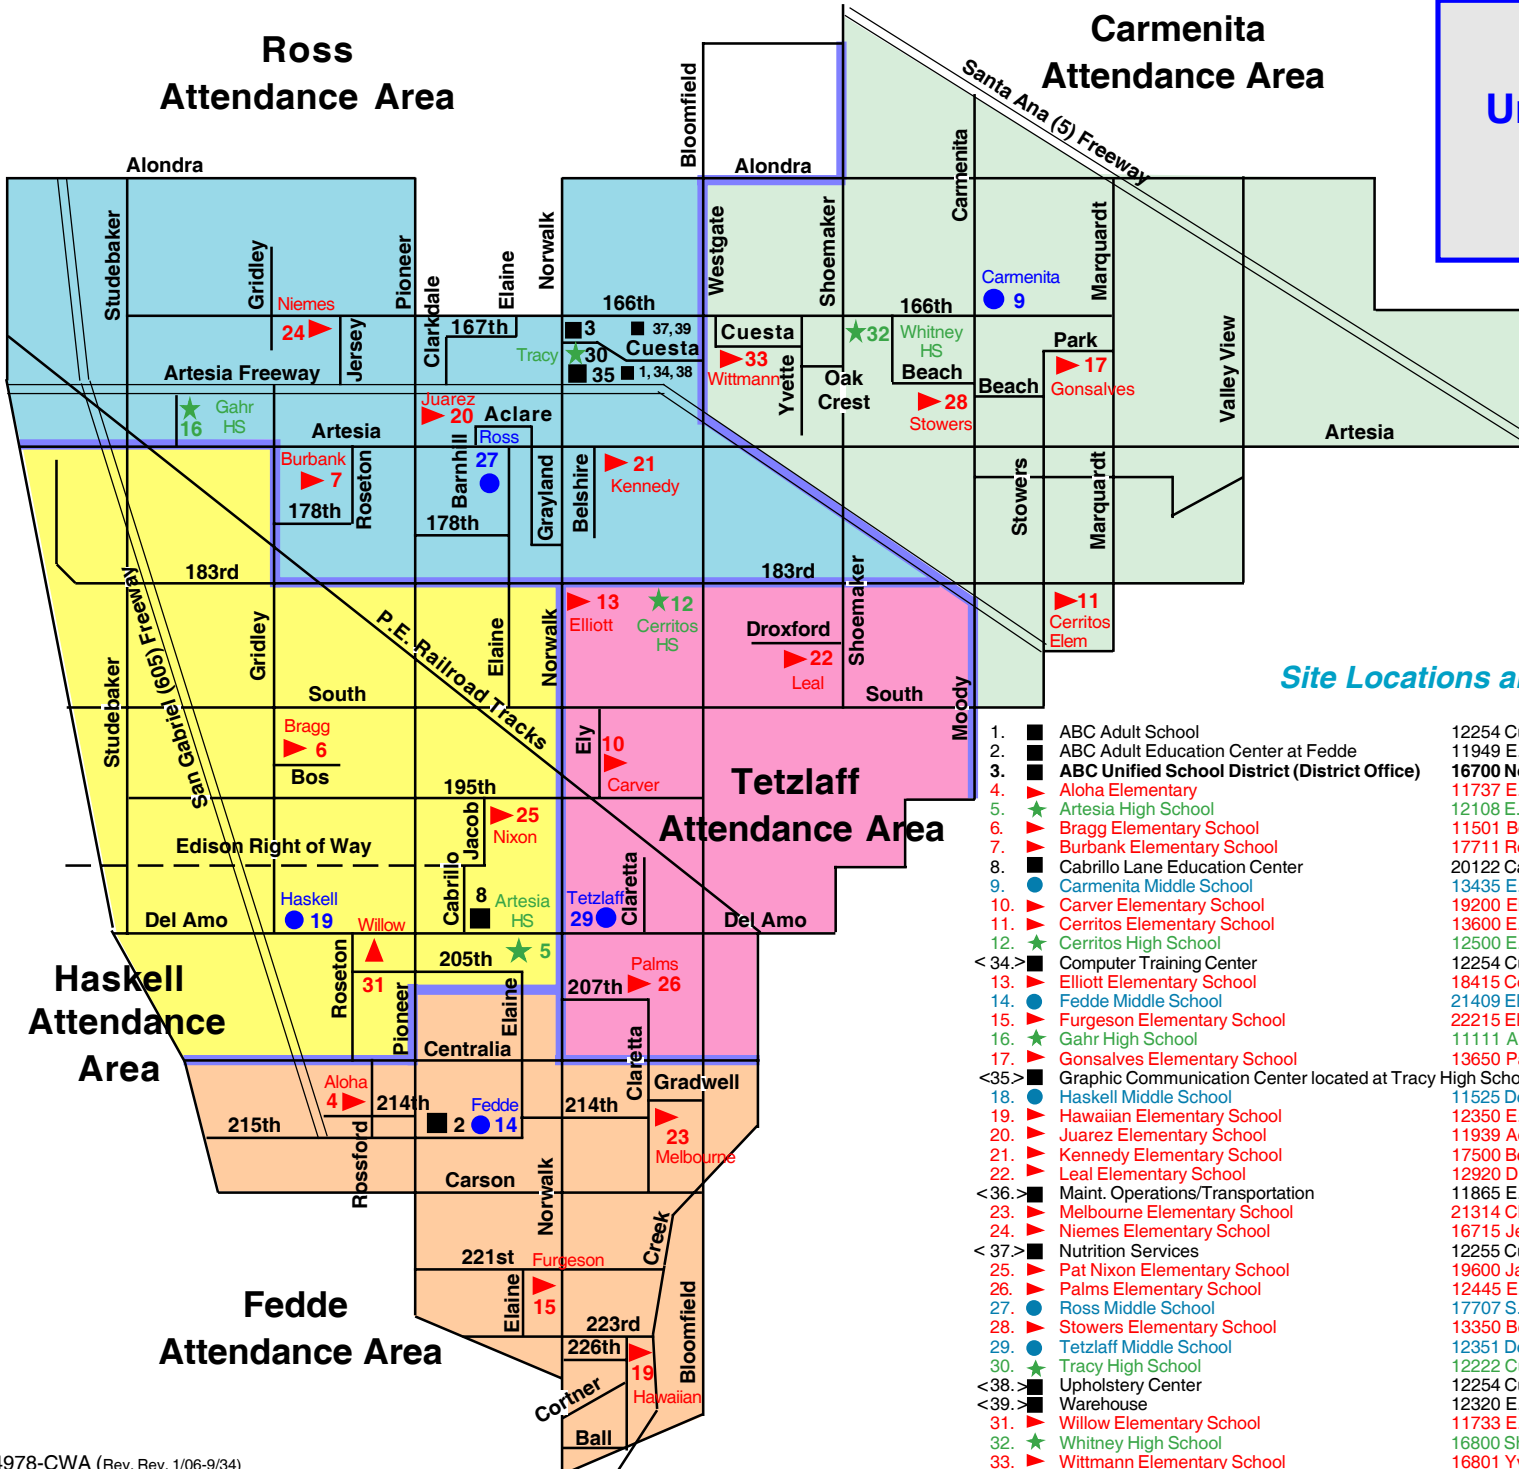 Ross
Attendance Area
Carmenita
Attendance Area
Santa Ana (5) Freeway
Bloomfield
Alondra
Alondra
Carmenita
Studebaker
Gridley
Pioneer
Clarkdale
Elaine
Norwalk
Westgate
Shoemaker
Marquardt
Valley View
Niemes
24
Jersey
167th
166th
3
37,39
Tracy
30
Cuesta
35
1, 34, 38
Cuesta
33
Wittmann
Yvette
Oak
Crest
166th
32
Whitney
HS
Beach
Beach
Carmenita
9
Park
17
Gonsalves
28
Stowers
Artesia Freeway
Gahr
HS
16
Artesia
Juarez
20
Aclare
Ross
27
Barnhill
Grayland
Belshire
21
Kennedy
Artesia
Burbank
7
Roseton
178th
178th
Stowers
Marquardt
183rd
183rd
Shoemaker
San Gabriel (605) Freeway
P.E. Railroad Tracks
Studebaker
Gridley
Elaine
Norwalk
13
Elliott
12
Cerritos
HS
Droxford
22
Leal
11
Cerritos
Elem
South
South
Moody
Bragg
6
Bos
Ely
10
Carver
195th
Tetzlaff
Attendance Area
Jacob
25
Nixon
Edison Right of Way
Cabrillo
8
Artesia
HS
5
Haskell
19
Willow
31
Del Amo
Tetzlaff
29
Claretta
Del Amo
Haskell
Attendance
Area
Roseton
Pioneer
205th
Elaine
Palms
26
207th
Claretta
Centralia
Gradwell
Aloha
4
214th
215th
Rossford
2
Fedde
14
214th
23
Melbourne
Carson
Norwalk
Creek
221st
Furgeson
Elaine
15
223rd
226th
19
Hawaiian
Bloomfield
Cortner
Ball
Fedde
Attendance Area
4978-CWA (Rev. Rev. 1/06-9/34)
Site Locations
1. ABC Adult School 12254
2. ABC Adult Education Center at Fedde 11949 E.
3. ABC Unified School District (District Office) 16700
4. Aloha Elementary 11737 E.
5. Artesia High School 12108 E.
6. Bragg Elementary School 11501
7. Burbank Elementary School 17711
8. Cabrillo Lane Education Center 20122
9. Carmenita Middle School 13435 E.
10. Carver Elementary School 19200 E.
11. Cerritos Elementary School 13600 E.
12. Cerritos High School 12500 E.
<34.> Computer Training Center 12254
13. Elliott Elementary School 18415
14. Fedde Middle School 21409
15. Furgeson Elementary School 22215
16. Gahr High School 11111
17. Gonsalves Elementary School 13650
<35.> Graphic Communication Center located at Tracy High
18. Haskell Middle School 11525
19. Hawaiian Elementary School 12350 E.
20. Juarez Elementary School 11939
21. Kennedy Elementary School 17500
22. Leal Elementary School 12920
<36.> Maint. Operations/Transportation 11865 E.
23. Melbourne Elementary School 21314
24. Niemes Elementary School 16715
<37.> Nutrition Services 12255
25. Pat Nixon Elementary School 19600
26. Palms Elementary School 12445 E.
27. Ross Middle School 17707 S.
28. Stowers Elementary School 13350
29. Tetzlaff Middle School 12351
30. Tracy High School 12222
<38.> Upholstery Center 12254
<39.> Warehouse 12320 E.
31. Willow Elementary School 11733 E.
32. Whitney High School 16800
33. Wittmann Elementary School 16801